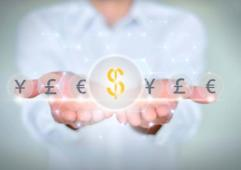 ¥ £ € $ ¥ £ €